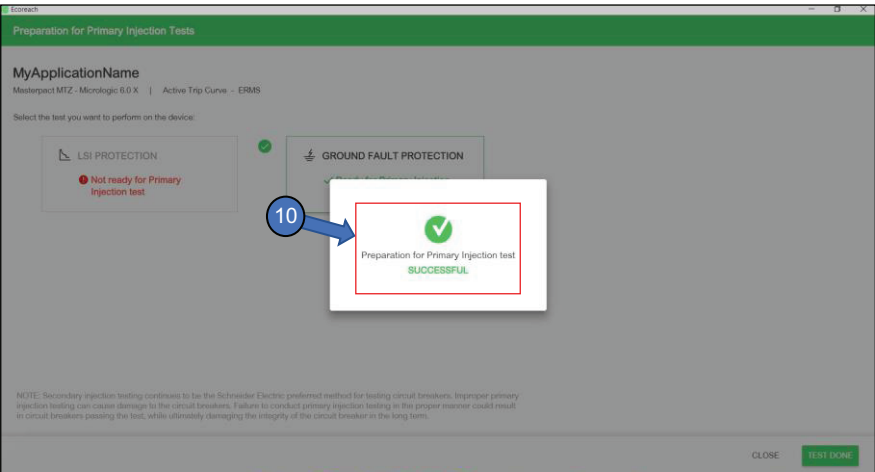 Ecoreach
Preparation for Primary Injection Tests
MyApplicationName
Masterpact MTZ - Micrologic 6.0 X | Active Trip Curve - ERMS
Select the test you want to perform on the device:
LSI PROTECTION
Not ready for Primary
Injection test
GROUND FAULT PROTECTION
Ready for Primary Injection
10
Preparation for Primary Injection test
SUCCESSFUL
NOTE: Secondary injection testing continues to be the Schneider Electric preferred method for testing circuit breakers. Improper primary
injection testing can cause damage to the circuit breakers. Failure to conduct primary injection testing in the proper manner could result
in circuit breakers passing the test, while ultimately damaging the integrity of the circuit breaker in the long term.
CLOSE
TEST DONE